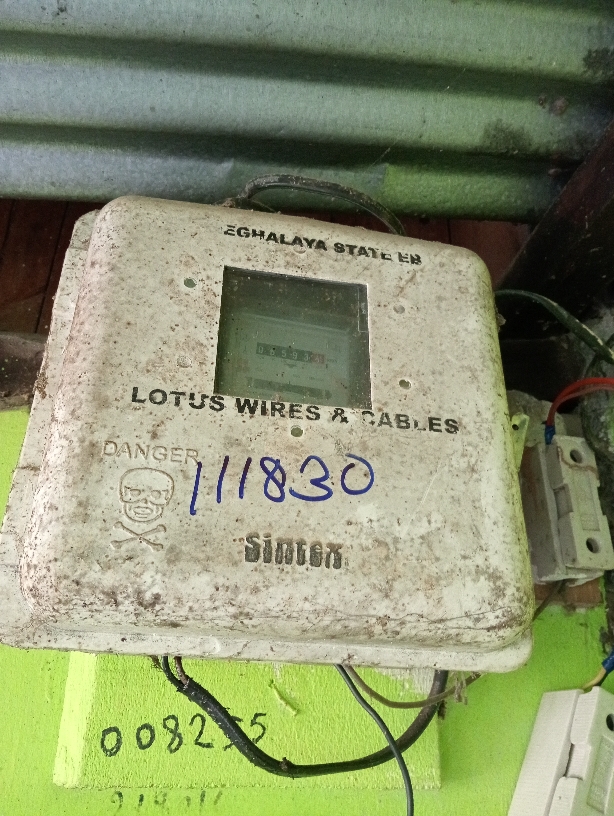 EGHALAYA STATE EB
LOTUS WIRES & CABLES
DANGER
111830
Sintex
008255